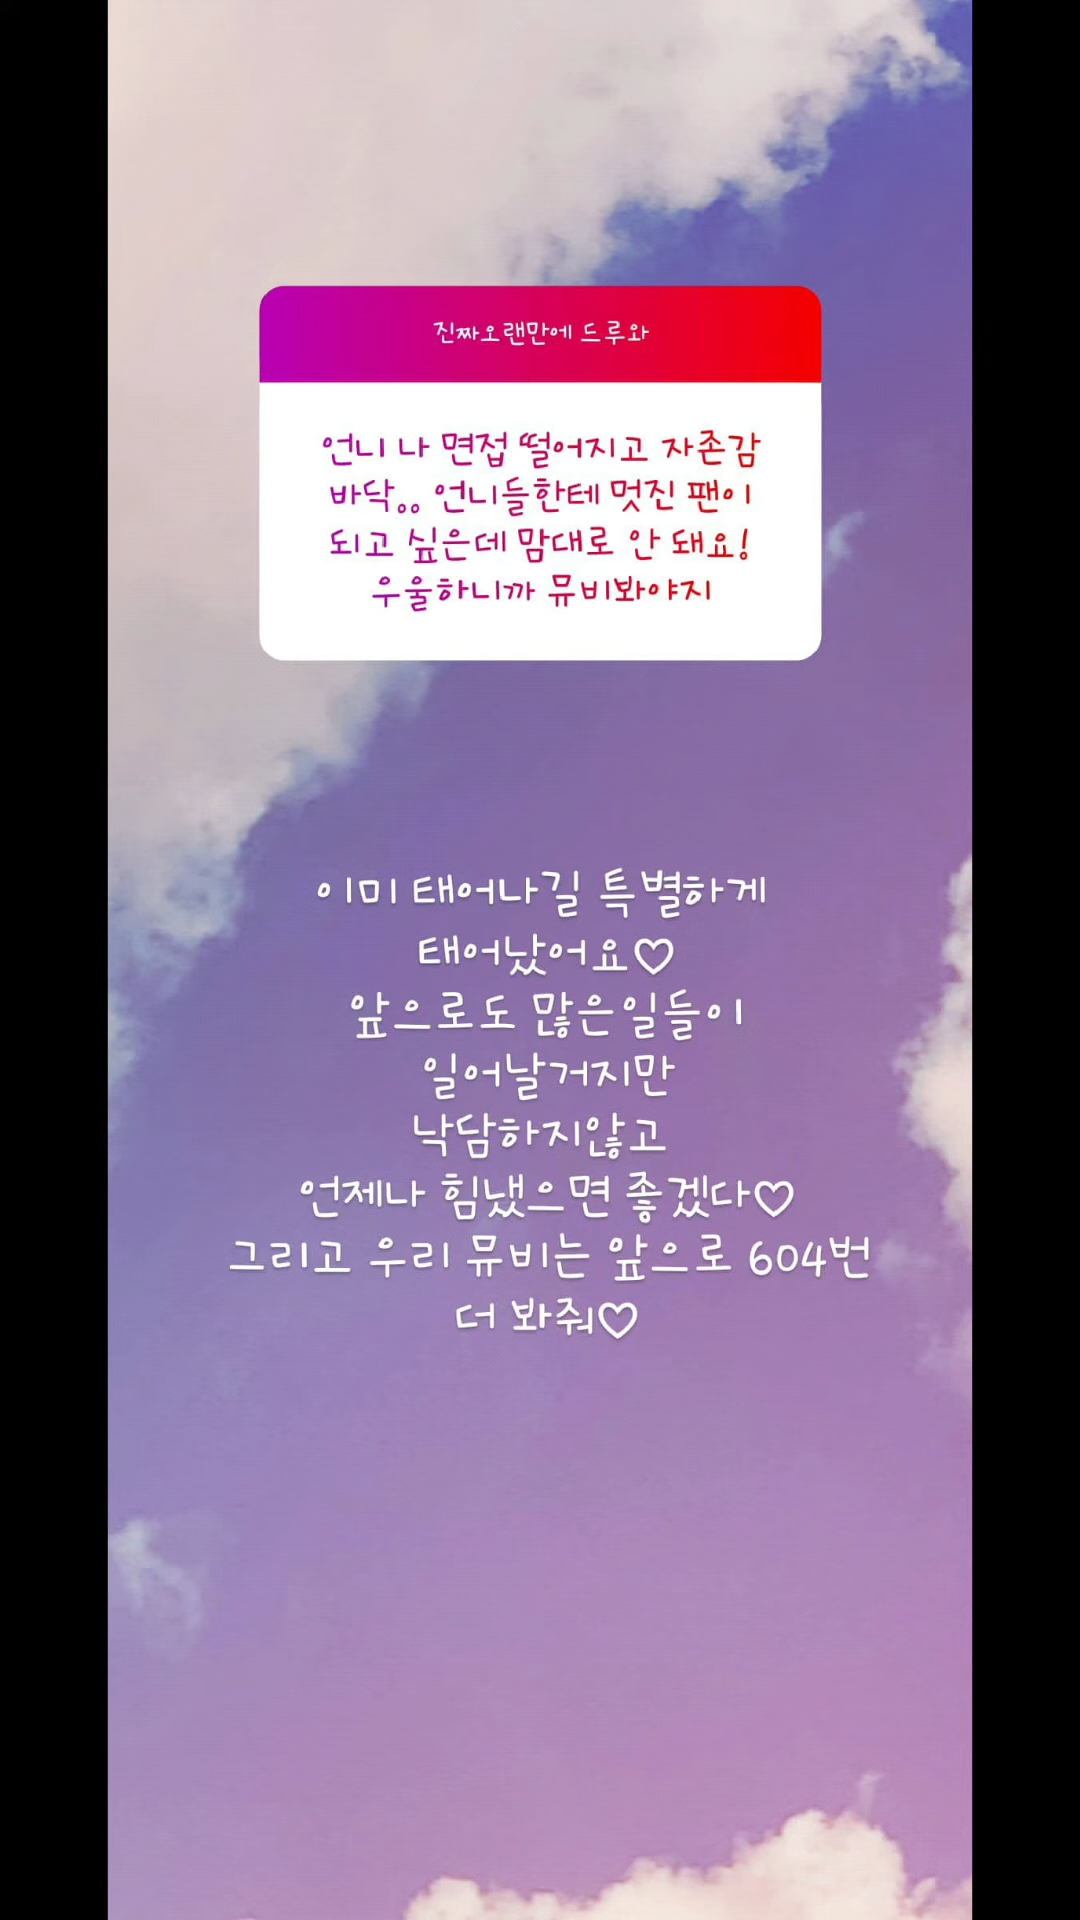 진짜오랜만에 드루와
언니 나 면접 떨어지고 자존감
바닥。。 언니들한테 멋진 팬이
되고 싶은데 맘대로 안 돼요!
우울하니까 뮤비봐야지
이미 태어나길 특별하게
태어났어요♡
앞으로도 많은일들이
일어날거지만
낙담하지않고
언제나 힘냈으면 좋겠다♡
그리고 우리 뮤비는 앞으로 604번
더 봐줘♡